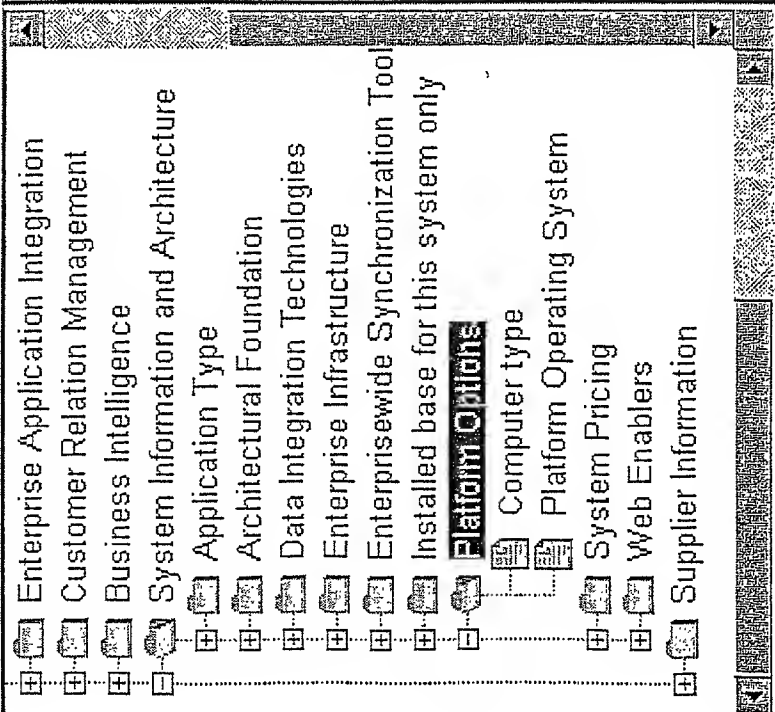 Enterprise Application Integration
Customer Relation Management
Business Intelligence
System Information and Architecture
Application Type
Architectural Foundation
Data Integration Technologies
Enterprise Infrastructure
Enterprisewide Synchronization Tool
Installed base for this system only
Platform Options
Computer type
Platform Operating System
System Pricing
Web Enablers
Supplier Information